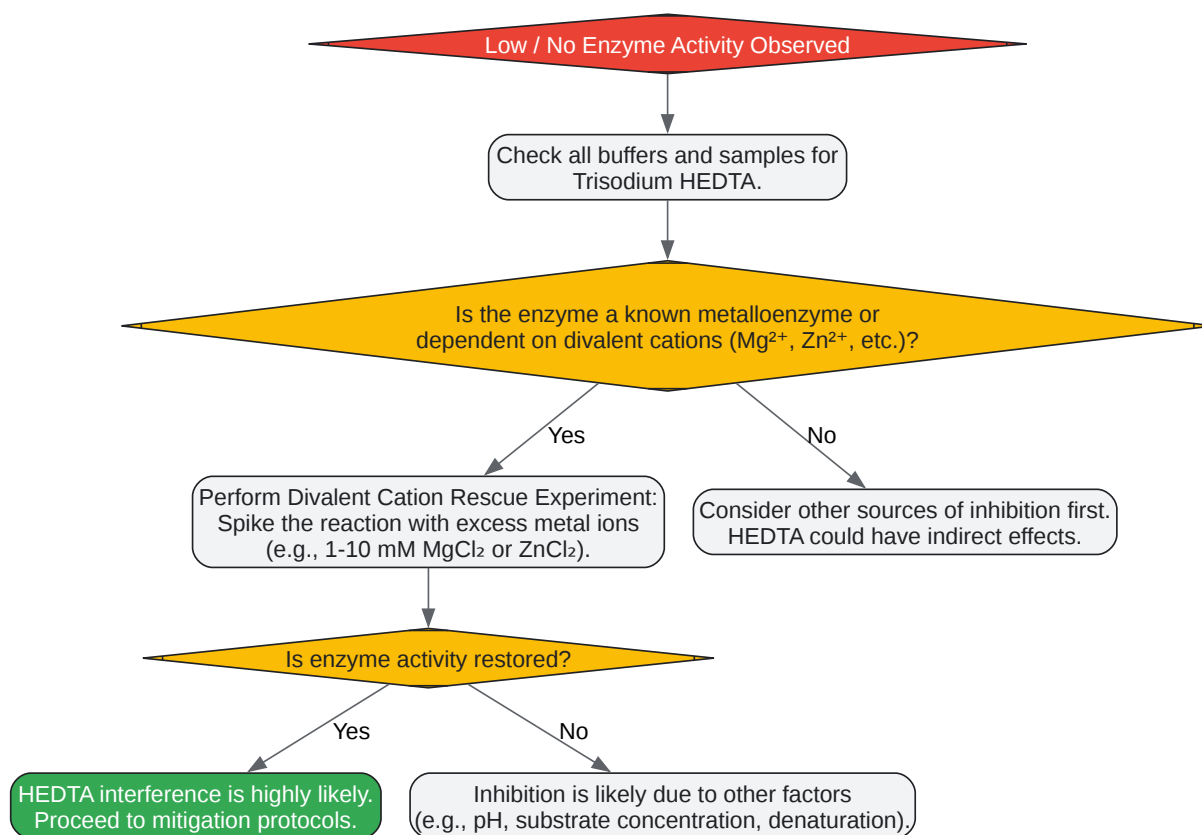 Low / No Enzyme Activity Observed
Check all buffers and samples for
Trisodium HEDTA.
Is the enzyme a known metalloenzyme or
dependent on divalent cations (Mg²⁺, Zn²⁺, etc.)?
Yes
No
Perform Divalent Cation Rescue Experiment:
Spike the reaction with excess metal ions
(e.g., 1-10 mM MgCl₂ or ZnCl₂).
Consider other sources of inhibition first.
HEDTA could have indirect effects.
Is enzyme activity restored?
Yes
No
HEDTA interference is highly likely.
Proceed to mitigation protocols.
Inhibition is likely due to other factors
(e.g., pH, substrate concentration, denaturation).